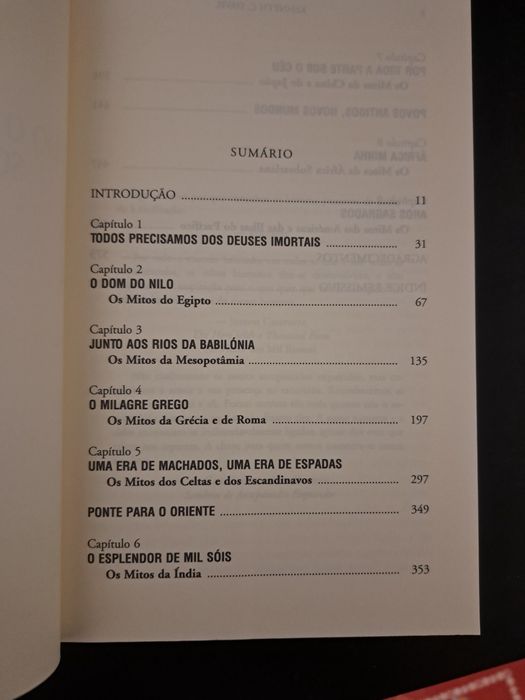 SUMÁRIO
INTRODUÇÃO ........ 11
Capítulo 1
TODOS PRECISAMOS DOS DEUSES IMORTAIS ........ 31
Capítulo 2
O DOM DO NILO
Os Mitos do Egipto ........ 67
Capítulo 3
JUNTO AOS RIOS DA BABILÓNIA
Os Mitos da Mesopotâmia ........ 135
Capítulo 4
O MILAGRE GREGO
Os Mitos da Grécia e de Roma ........ 197
Capítulo 5
UMA ERA DE MACHADOS, UMA ERA DE ESPADAS
Os Mitos dos Celtas e dos Escandinavos ........ 297
PONTE PARA O ORIENTE ........ 349
Capítulo 6
O ESPLENDOR DE MIL SÓIS
Os Mitos da Índia ........ 353